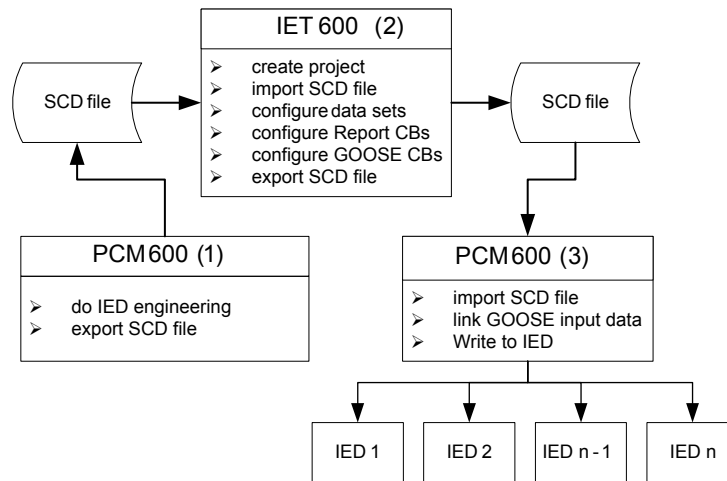 IET 600 (2)
➢ create project
➢ import SCD file
➢ configure data sets
➢ configure Report CBs
➢ configure GOOSE CBs
➢ export SCD file
SCD file
SCD file
PCM600 (1)
➢ do IED engineering
➢ export SCD file
PCM600 (3)
➢ import SCD file
➢ link GOOSE input data
➢ Write to IED
IED 1
IED 2
IED n-1
IED n